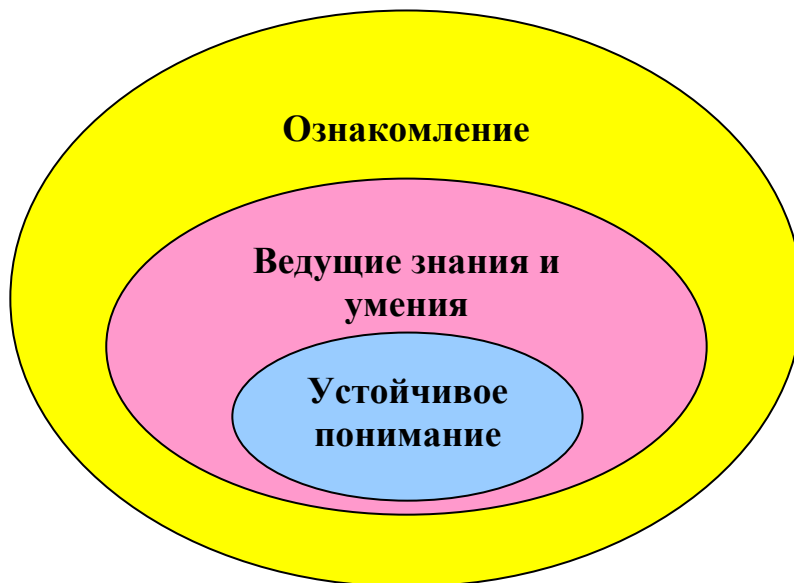 Ознакомление
Ведущие знания и
умения
Устойчивое
понимание